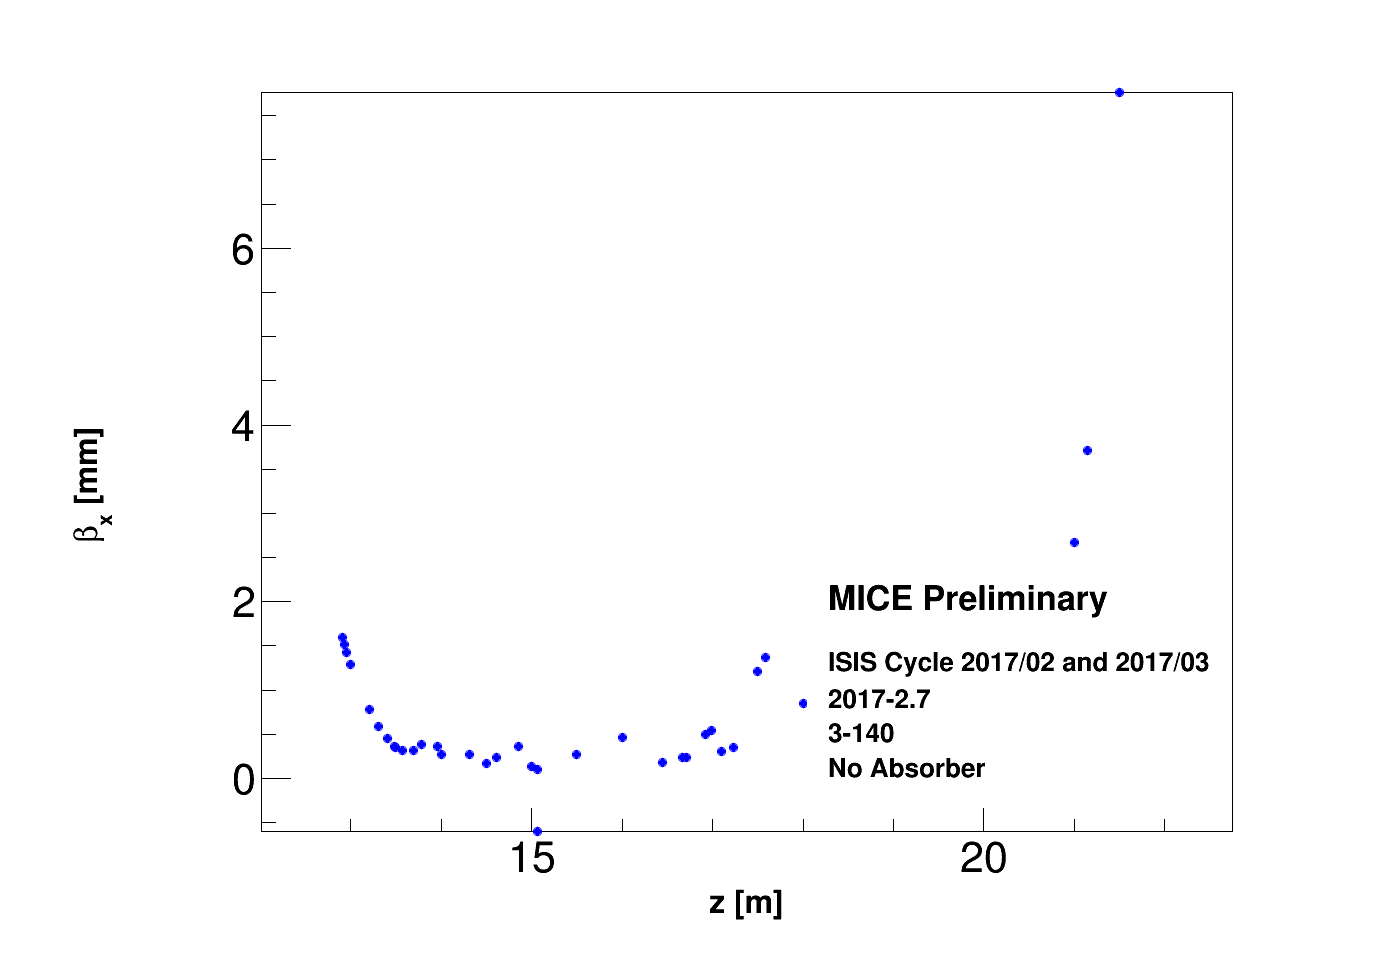 6
4
2
0
15
20
βx [mm]
z [m]
MICE Preliminary
ISIS Cycle 2017/02 and 2017/03
2017-2.7
3-140
No Absorber